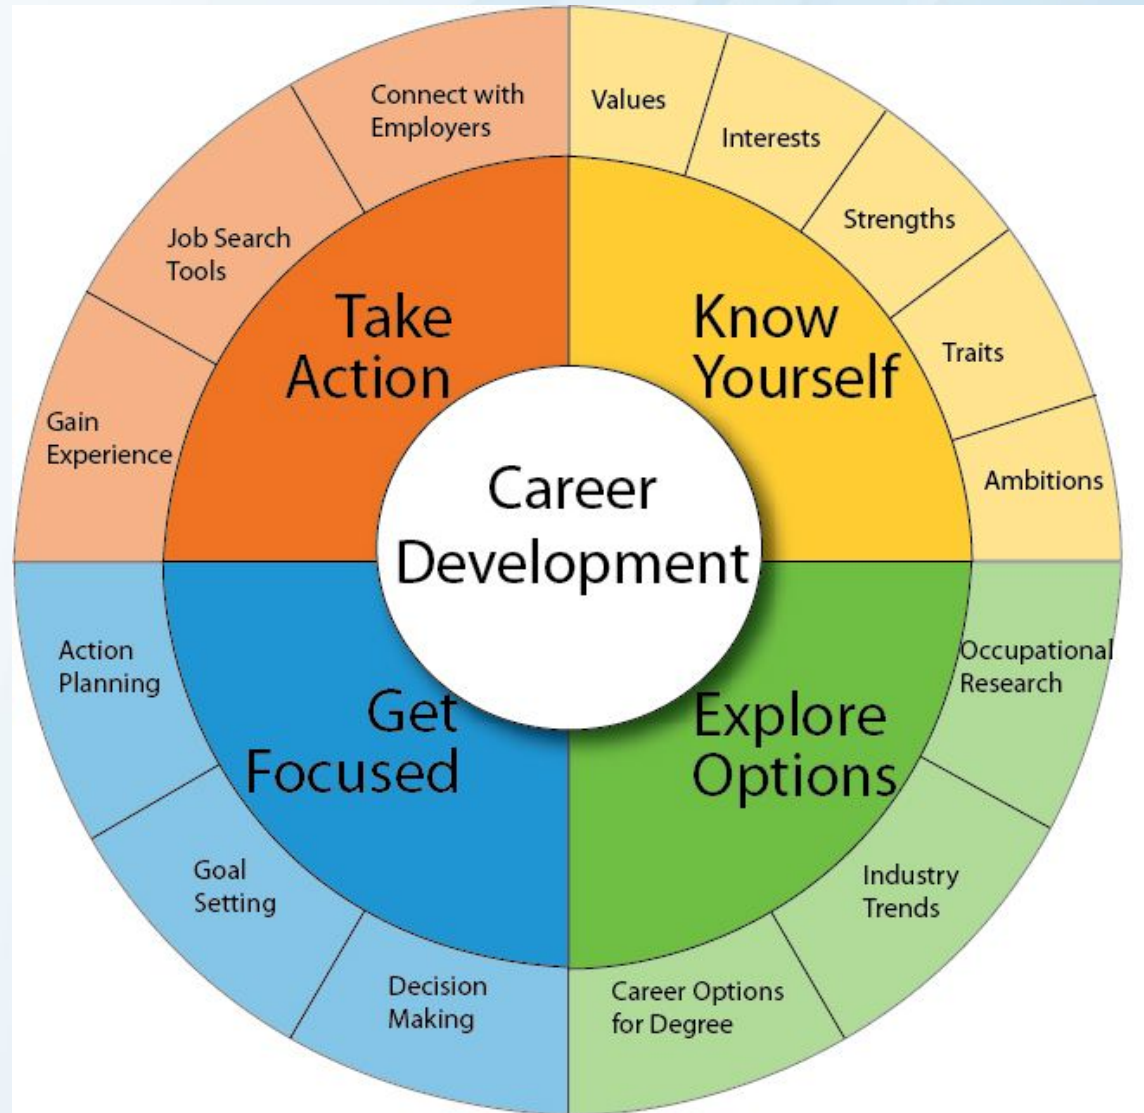 Career
Development
Know
Yourself
Values
Interests
Strengths
Traits
Ambitions
Explore
Options
Occupational
Research
Industry
Trends
Career Options
for Degree
Get
Focused
Decision
Making
Goal
Setting
Action
Planning
Take
Action
Gain
Experience
Job Search
Tools
Connect with
Employers